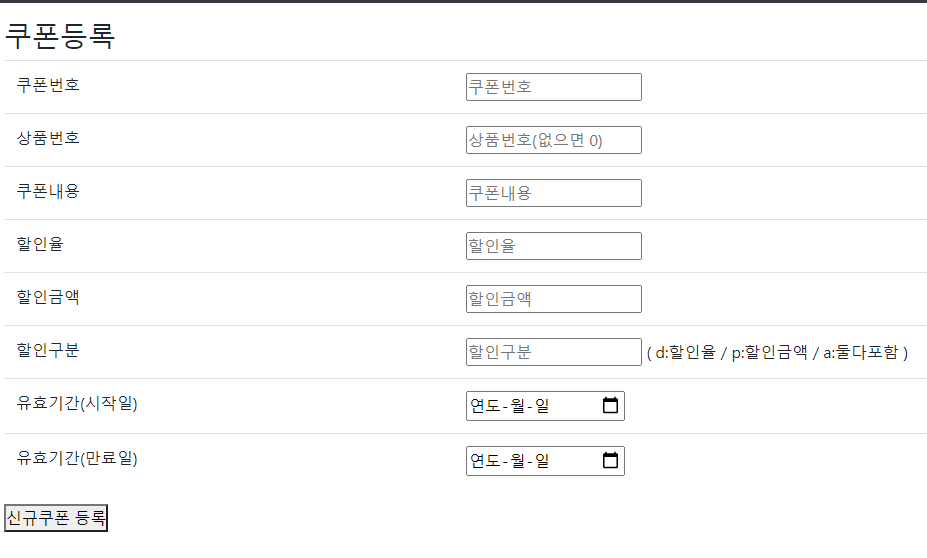 쿠폰등록
쿠폰번호 쿠폰번호
상품번호 상품번호(없으면 0)
쿠폰내용 쿠폰내용
할인율 할인율
할인금액 할인금액
할인구분 할인구분 ( d:할인율 / p:할인금액 / a:둘다포함 )
유효기간(시작일) 연도-월-일
유효기간(만료일) 연도-월-일
신규쿠폰 등록